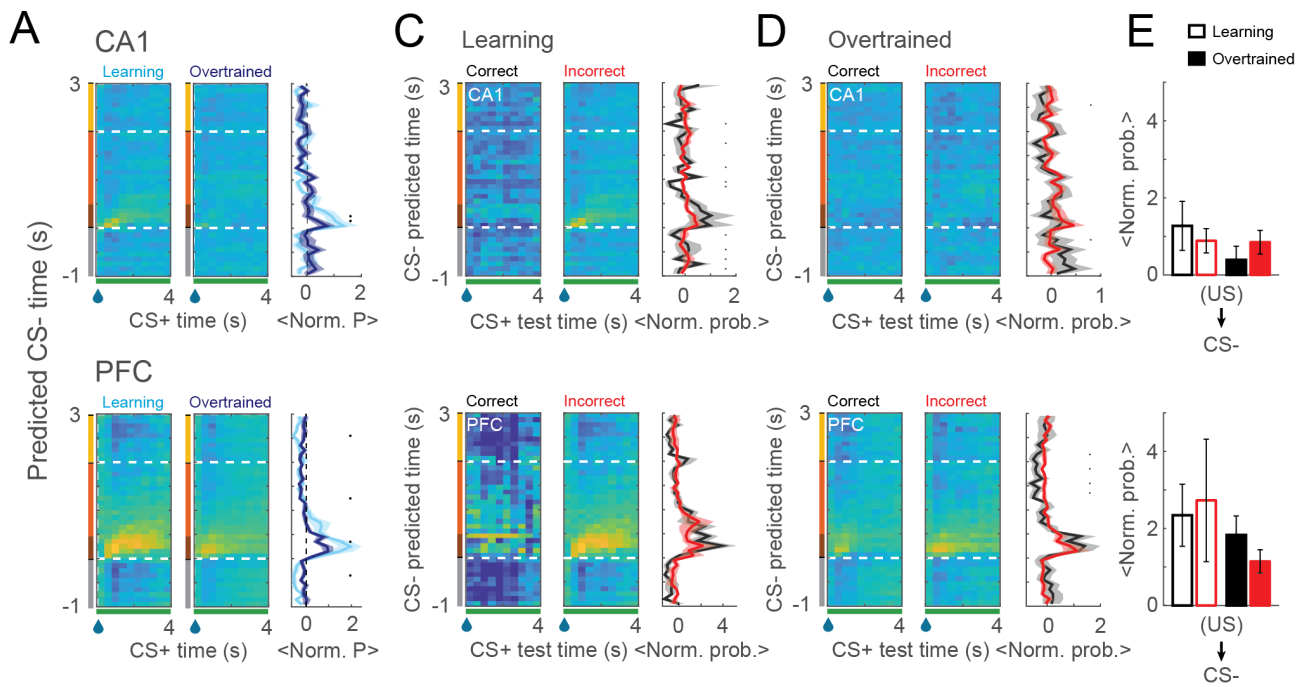 A
CA1
Learning
Overtrained
3
-1
4
4
0
2
CS+ time (s)
<Norm. P>
Predicted CS- time (s)
PFC
Learning
Overtrained
3
-1
4
4
0
2
CS+ time (s)
<Norm. P>
C
Learning
Correct
Incorrect
CA1
3
-1
CS- predicted time (s)
4
4
0
2
CS+ test time (s)
<Norm. prob.>
Correct
Incorrect
PFC
3
-1
CS- predicted time (s)
4
4
0
4
CS+ test time (s)
<Norm. prob.>
D
Overtrained
Correct
Incorrect
CA1
3
-1
CS- predicted time (s)
4
4
0
1
CS+ test time (s)
<Norm. prob.>
Correct
Incorrect
PFC
3
-1
CS- predicted time (s)
4
4
0
2
CS+ test time (s)
<Norm. prob.>
E
Learning
Overtrained
<Norm. prob.>
4
2
0
(US)
CS-
<Norm. prob.>
4
2
0
(US)
CS-